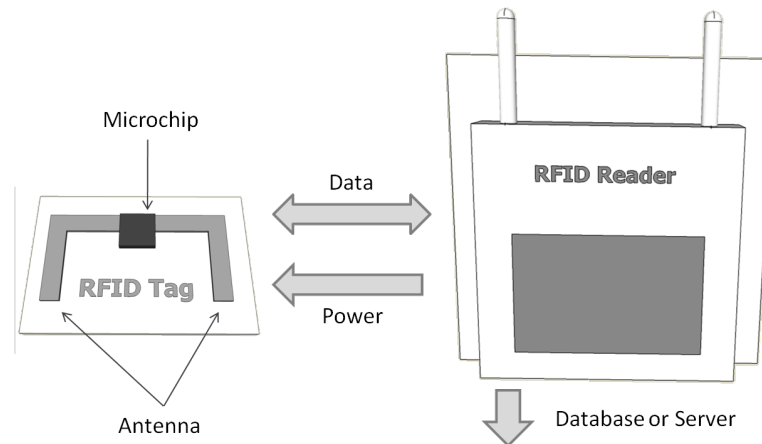 Microchip
RFID Reader
Data
RFID Tag
Power
Antenna
Database or Server